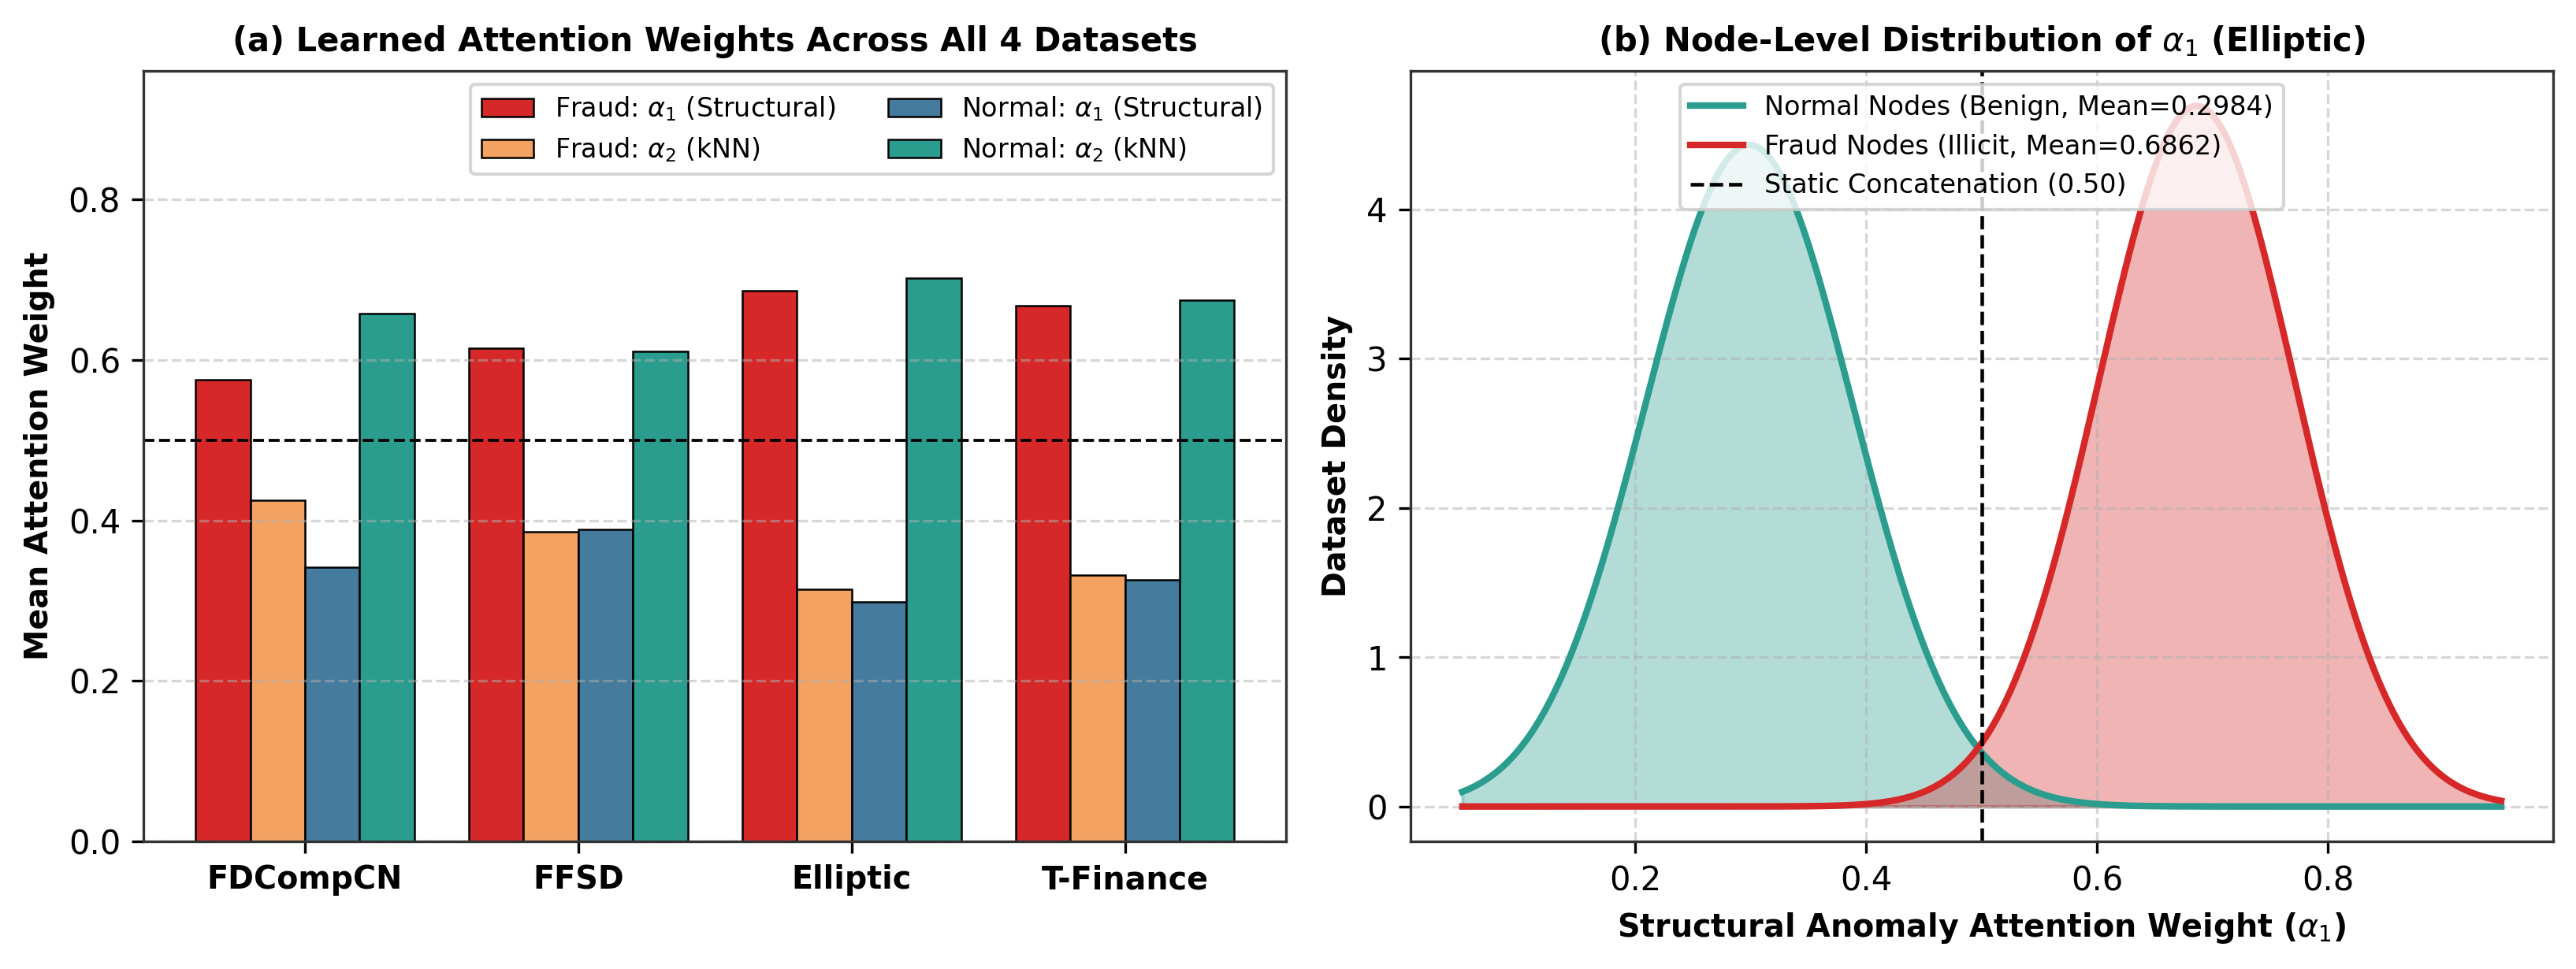 (a) Learned Attention Weights Across All 4 Datasets
Fraud: α₁ (Structural)
Fraud: α₂ (kNN)
Normal: α₁ (Structural)
Normal: α₂ (kNN)
Mean Attention Weight
0.8
0.6
0.4
0.2
0.0
FDCompCN
FFSD
Elliptic
T-Finance
(b) Node-Level Distribution of α₁ (Elliptic)
Normal Nodes (Benign, Mean=0.2984)
Fraud Nodes (Illicit, Mean=0.6862)
Static Concatenation (0.50)
Dataset Density
4
3
2
1
0
0.2
0.4
0.6
0.8
Structural Anomaly Attention Weight (α₁)